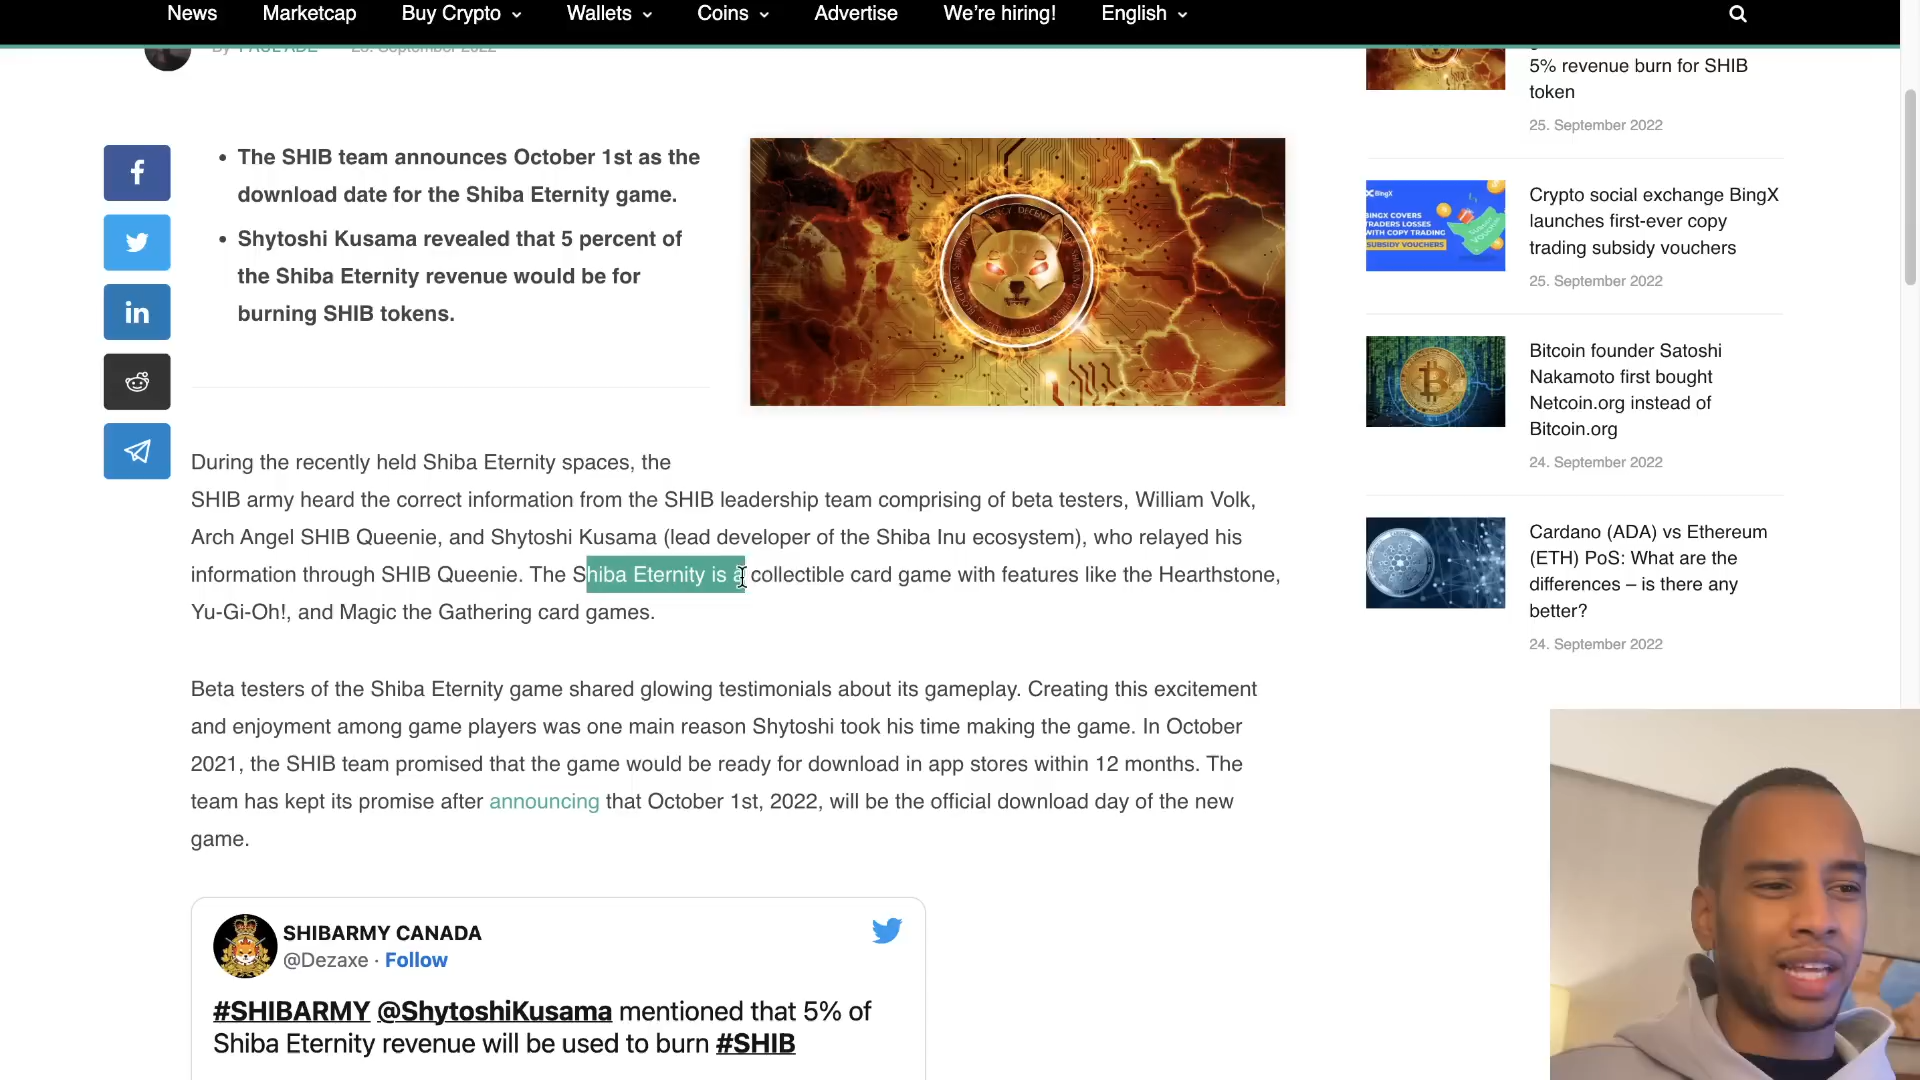 News Marketcap Buy Crypto Wallets Coins Advertise We're hiring! English
By PAUL ADE 25. September 2022
The SHIB team announces October 1st as the
download date for the Shiba Eternity game.
Shytoshi Kusama revealed that 5 percent of
the Shiba Eternity revenue would be for
burning SHIB tokens.
During the recently held Shiba Eternity spaces, the
SHIB army heard the correct information from the SHIB leadership team comprising of beta testers, William Volk,
Arch Angel SHIB Queenie, and Shytoshi Kusama (lead developer of the Shiba Inu ecosystem), who relayed his
information through SHIB Queenie. The Shiba Eternity is a collectible card game with features like the Hearthstone,
Yu-Gi-Oh!, and Magic the Gathering card games.
Beta testers of the Shiba Eternity game shared glowing testimonials about its gameplay. Creating this excitement
and enjoyment among game players was one main reason Shytoshi took his time making the game. In October
2021, the SHIB team promised that the game would be ready for download in app stores within 12 months. The
team has kept its promise after announcing that October 1st, 2022, will be the official download day of the new
game.
SHIBARMY CANADA
@Dezaxe · Follow
#SHIBARMY @ShytoshiKusama mentioned that 5% of
Shiba Eternity revenue will be used to burn #SHIB
5% revenue burn for SHIB
token
25. September 2022
BingX
BINGX COVERS
TRADERS LOSSES
WITH COPY TRADING
SUBSIDY VOUCHERS
Crypto social exchange BingX
launches first-ever copy
trading subsidy vouchers
25. September 2022
Bitcoin founder Satoshi
Nakamoto first bought
Netcoin.org instead of
Bitcoin.org
24. September 2022
Cardano (ADA) vs Ethereum
(ETH) PoS: What are the
differences – is there any
better?
24. September 2022